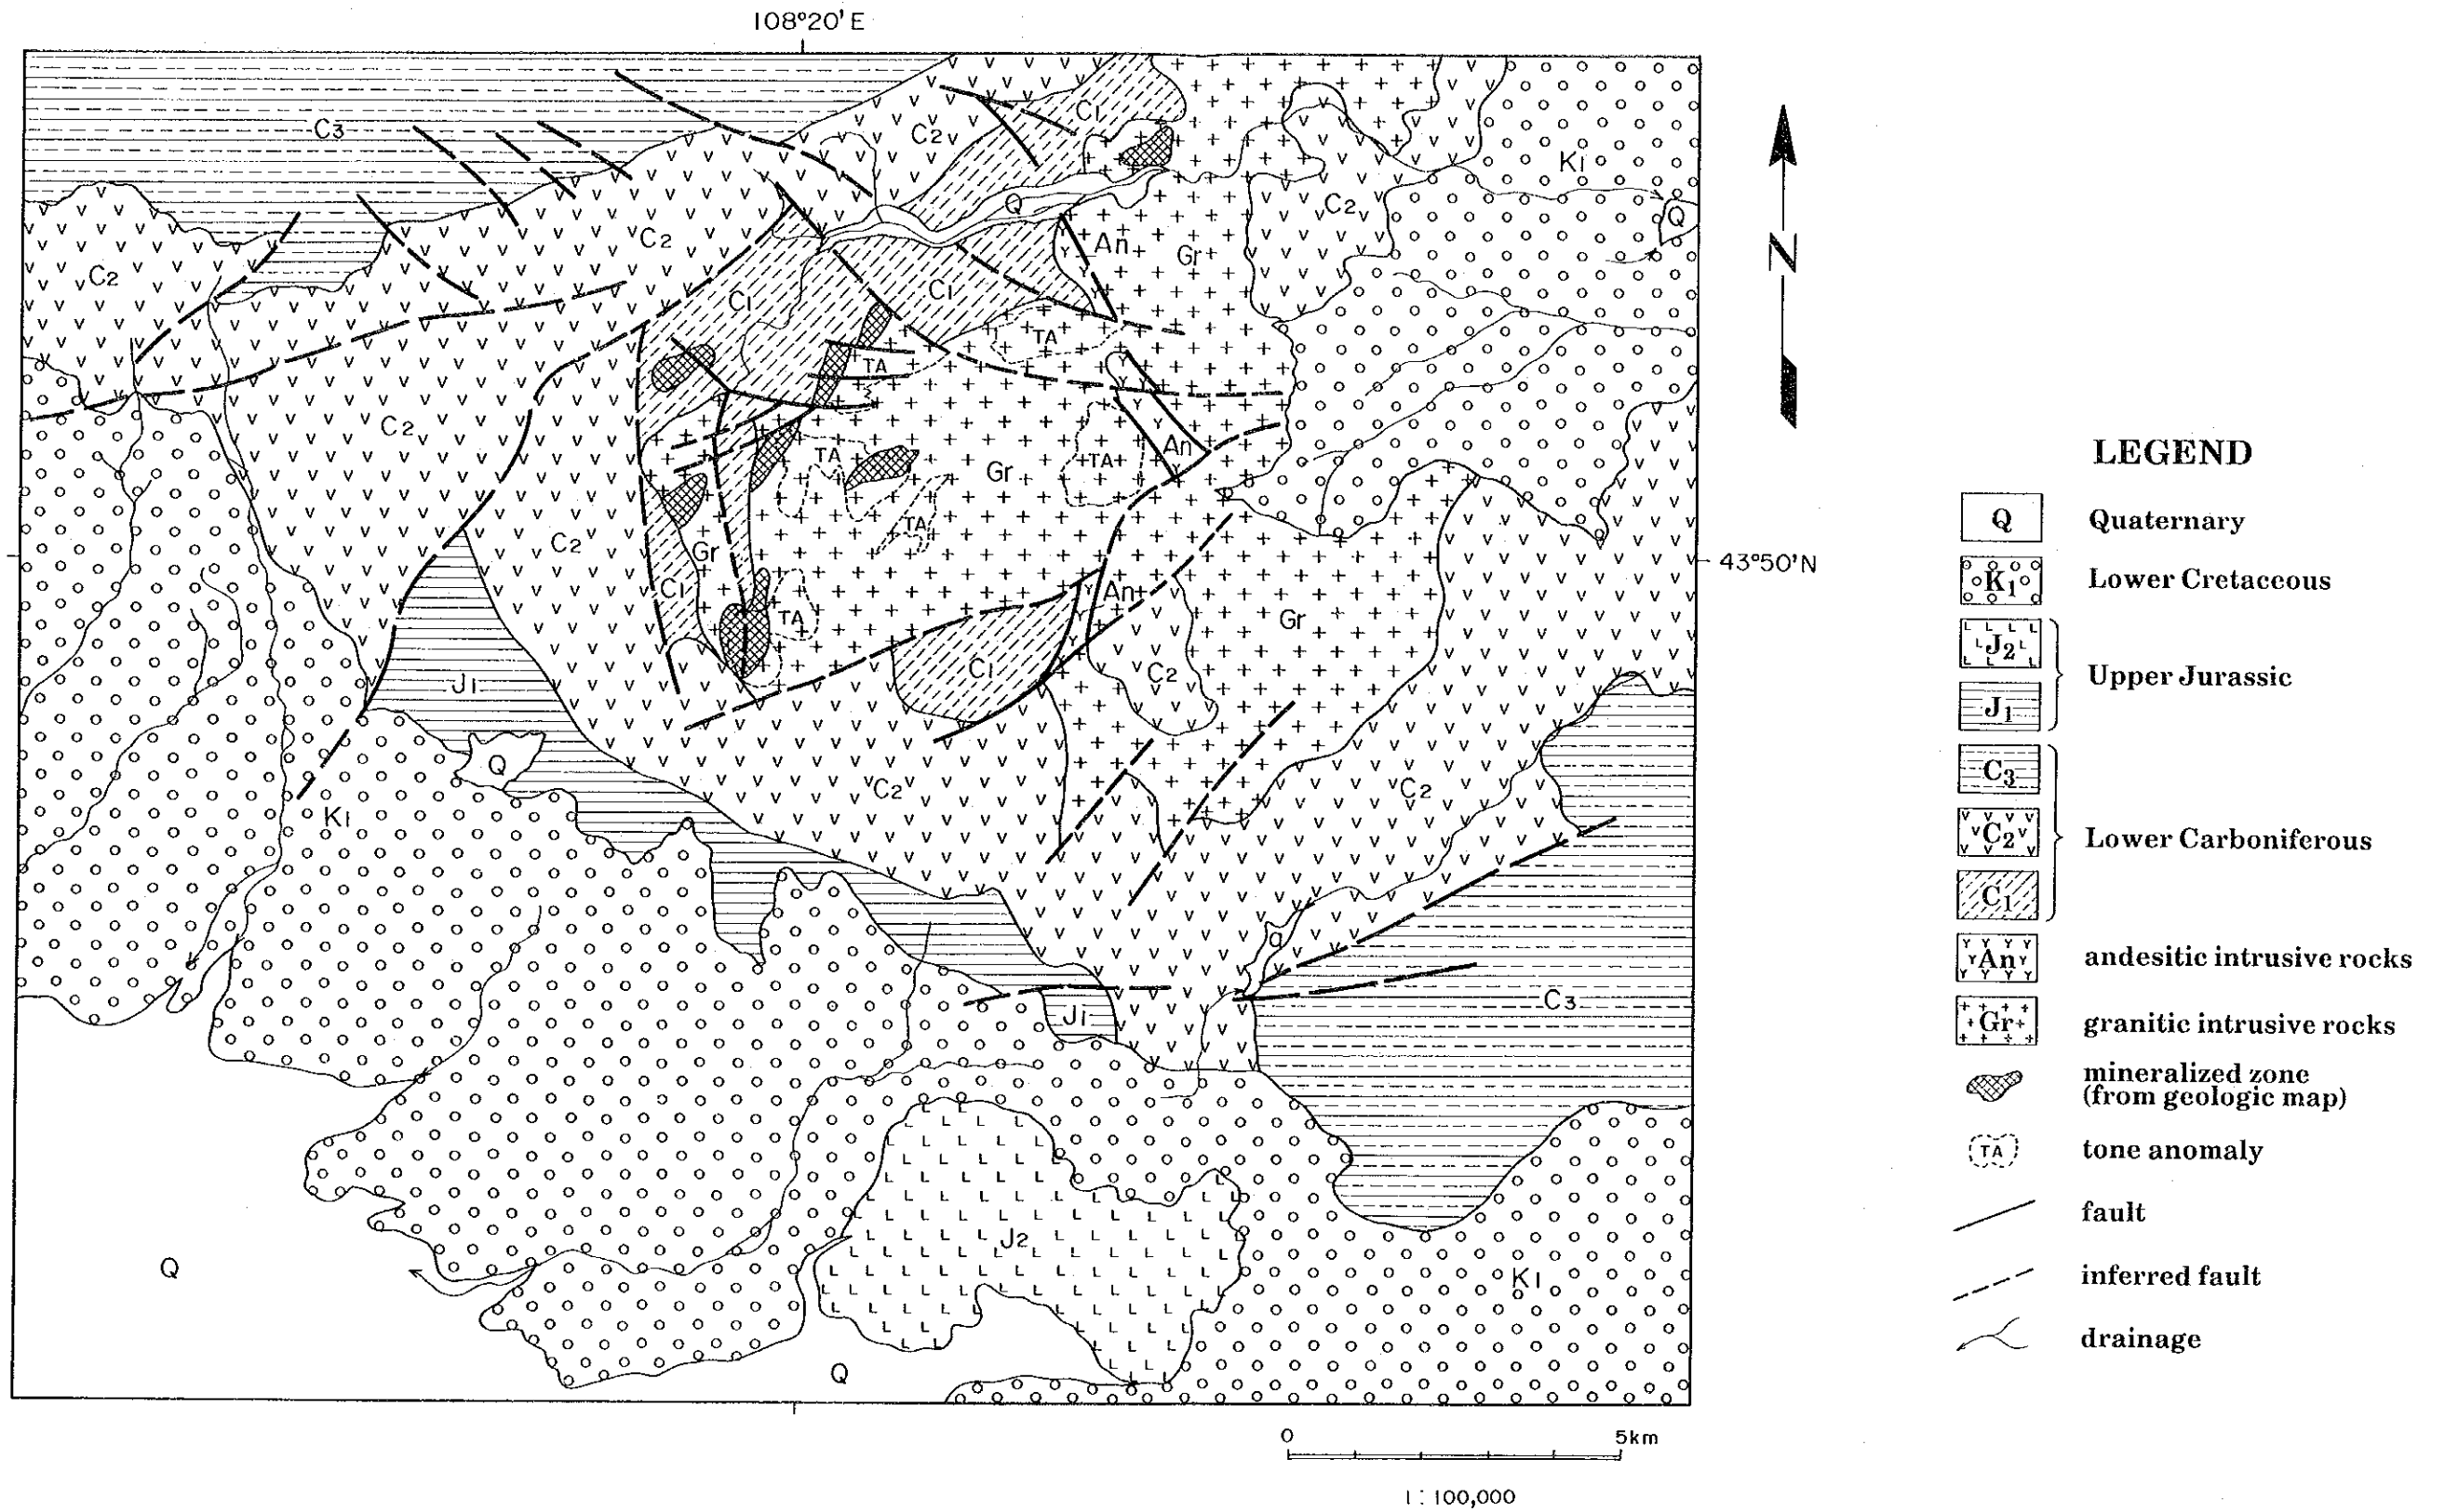 108°20'E
C3
C2
C1
K1
Q
C2
Q
C2
C2
An
Gr
C2
C1
C1
TA
TA
C2
An
TA
Gr
TA
TA
C2
Gr
43°50'N
C1
An
TA
Gr
J1
C1
C2
Q
C2
C2
K1
Q
J1
C3
J2
Q
K1
Q
N
0 5km
1 : 100,000
LEGEND
Q Quaternary
K1 Lower Cretaceous
J2
Upper Jurassic
J1
C3
C2 Lower Carboniferous
C1
An andesitic intrusive rocks
Gr granitic intrusive rocks
mineralized zone
(from geologic map)
TA tone anomaly
fault
inferred fault
drainage